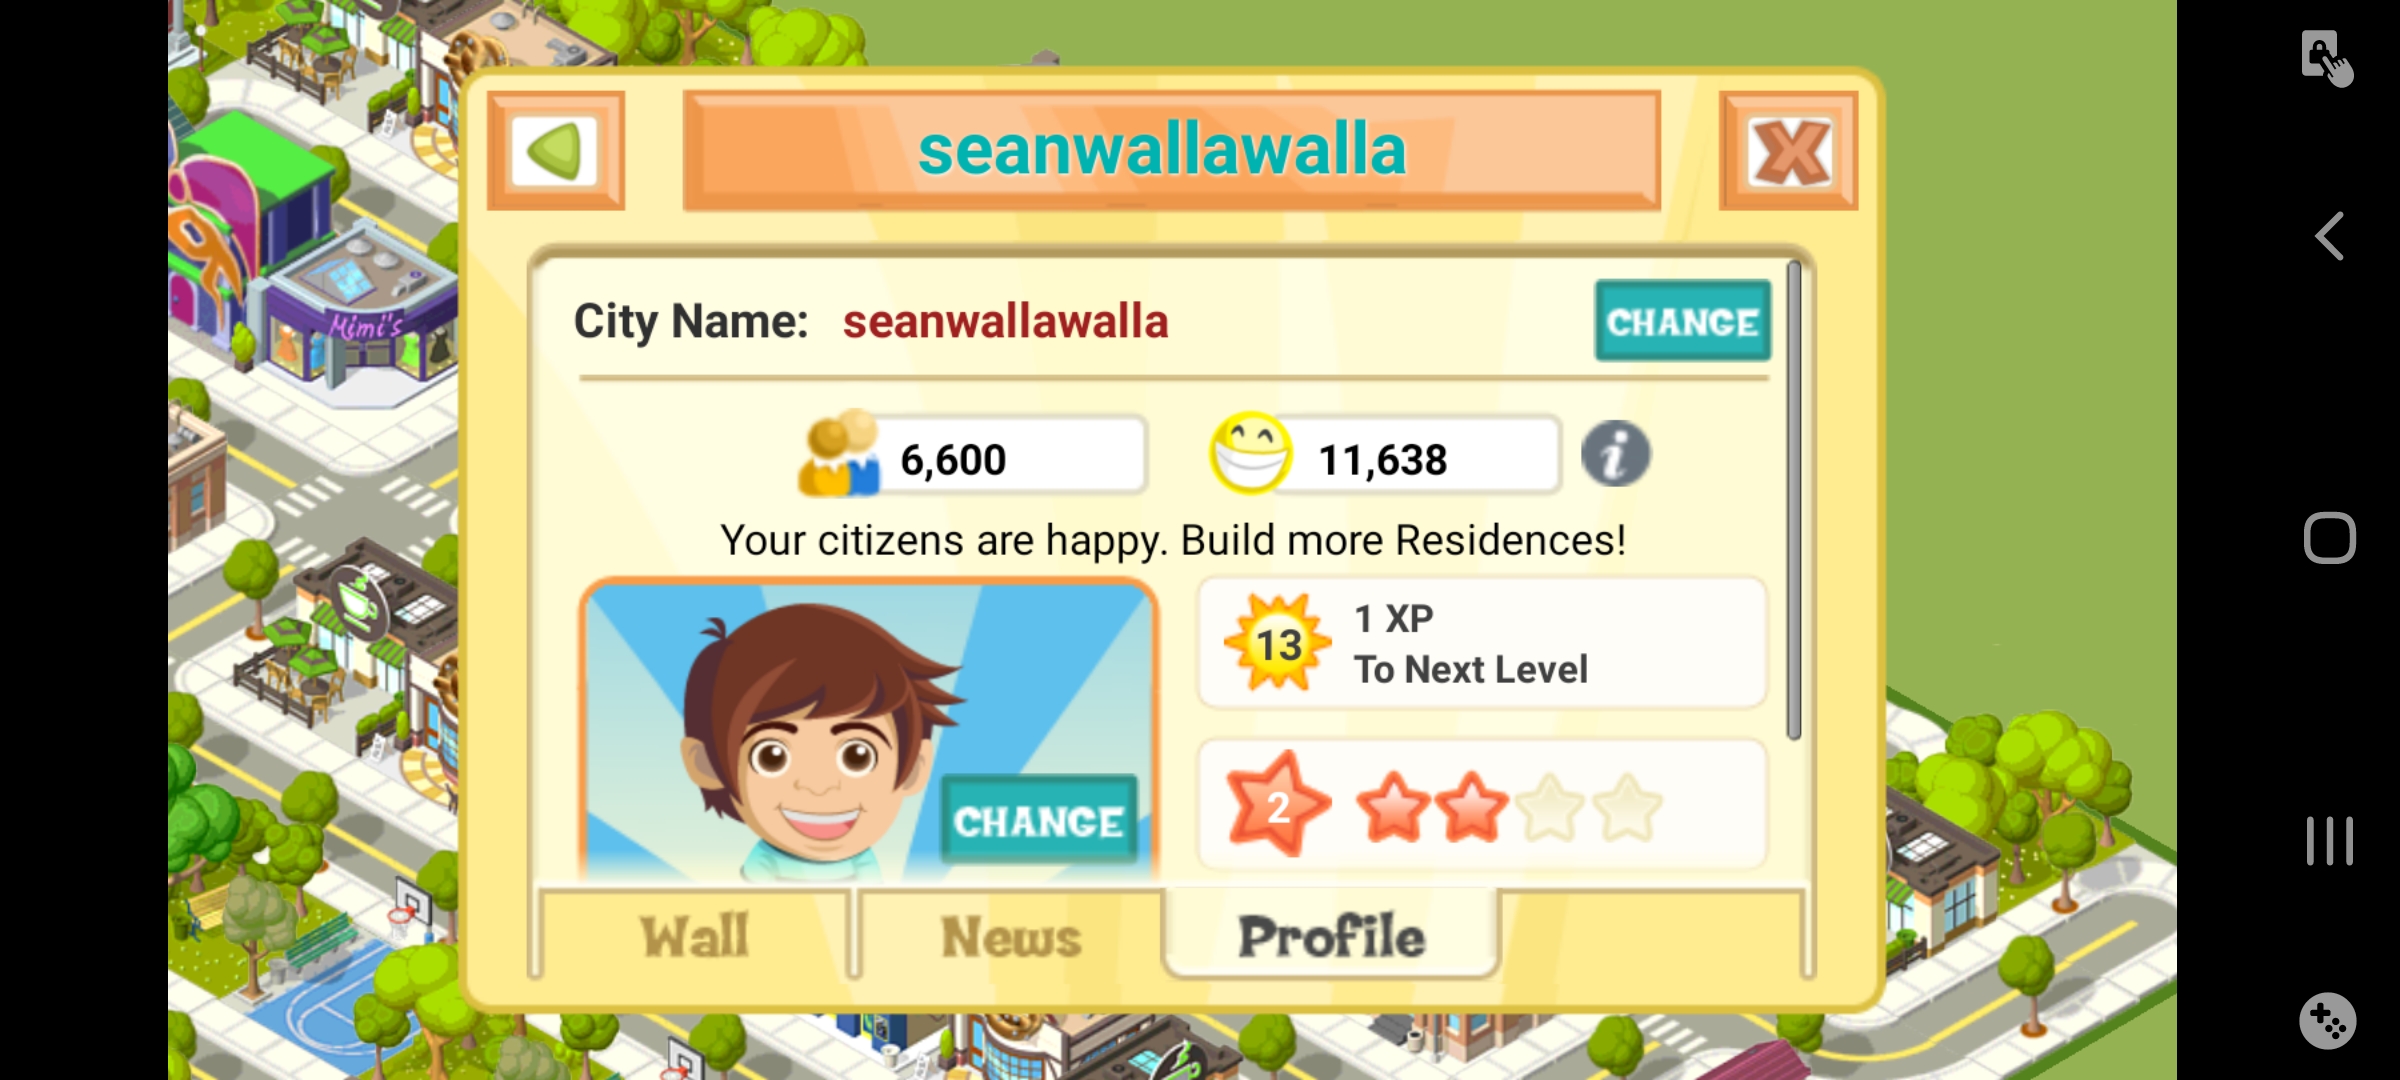 seanwallawalla
City Name: seanwallawalla
CHANGE
6,600
11,638
i
Your citizens are happy. Build more Residences!
13
1 XP
To Next Level
2
CHANGE
Wall
News
Profile
Mimi's